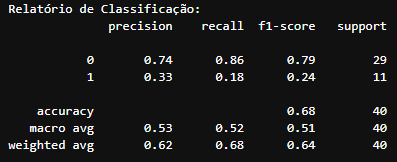 Relatório de Classificação:
precision recall f1-score support
0 0.74 0.86 0.79 29
1 0.33 0.18 0.24 11
accuracy 0.68 40
macro avg 0.53 0.52 0.51 40
weighted avg 0.62 0.68 0.64 40